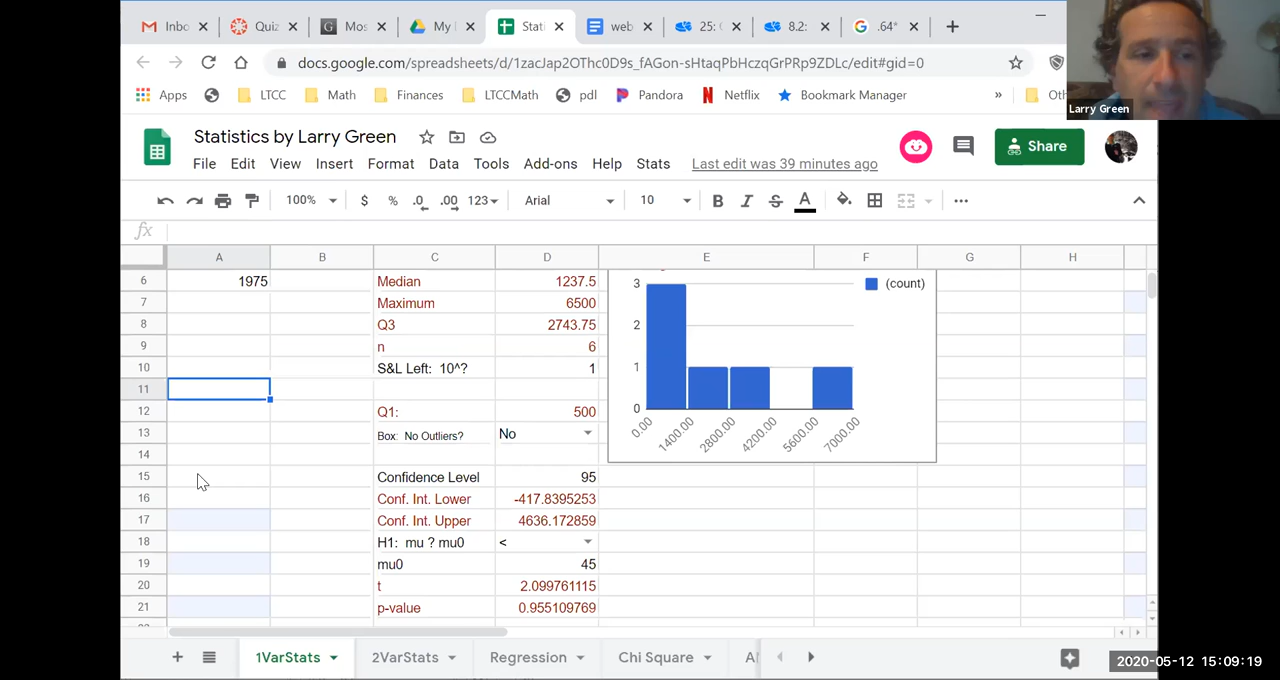 Inbo
Quiz
Mos
My
Stati
web
25:
8.2:
.64*
docs.google.com/spreadsheets/d/1zacJap2OThc0D9s_fAGon-sHtaqPbHczqGrPRp9ZDLc/edit#gid=0
Apps
LTCC
Math
Finances
LTCCMath
pdl
Pandora
Netflix
Bookmark Manager
»
Larry Green
Statistics by Larry Green
File Edit View Insert Format Data Tools Add-ons Help Stats Last edit was 39 minutes ago
Share
100% $ % .0 .00 123 Arial 10 B I S A
fx
A B C D E F G H
6 1975 Median 1237.5
7 Maximum 6500
8 Q3 2743.75
9 n 6
10 S&L Left: 10^? 1
11
12 Q1: 500
13 Box: No Outliers? No
14
15 Confidence Level 95
16 Conf. Int. Lower -417.8395253
17 Conf. Int. Upper 4636.172859
18 H1: mu ? mu0 <
19 mu0 45
20 t 2.099761115
21 p-value 0.955109769
3
2
1
0
0.00 1400.00 2800.00 4200.00 5600.00 7000.00
(count)
+ 1VarStats 2VarStats Regression Chi Square
2020-05-12 15:09:19